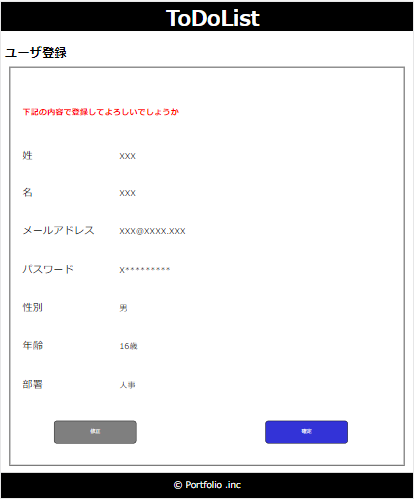 ToDoList
ユーザ登録
下記の内容で登録してよろしいでしょうか
姓 XXX
名 XXX
メールアドレス XXX@XXXX.XXX
パスワード X*********
性別 男
年齢 16歳
部署 人事
修正 確定
© Portfolio .inc